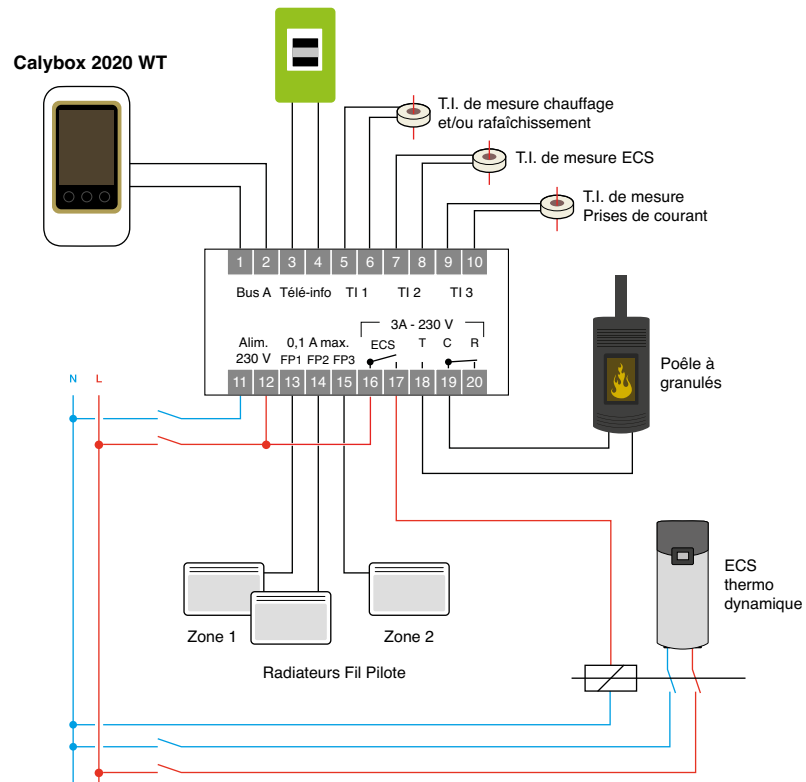 Calybox 2020 WT
T.I. de mesure chauffage
et/ou rafaîchissement
T.I. de mesure ECS
T.I. de mesure
Prises de courant
1 2 3 4 5 6 7 8 9 10
Bus A Télé-info TI 1 TI 2 TI 3
3A - 230 V
Alim. 0,1 A max. ECS T C R
230 V FP1 FP2 FP3
11 12 13 14 15 16 17 18 19 20
N L
Poêle à
granulés
ECS
thermo
dynamique
Zone 1 Zone 2
Radiateurs Fil Pilote